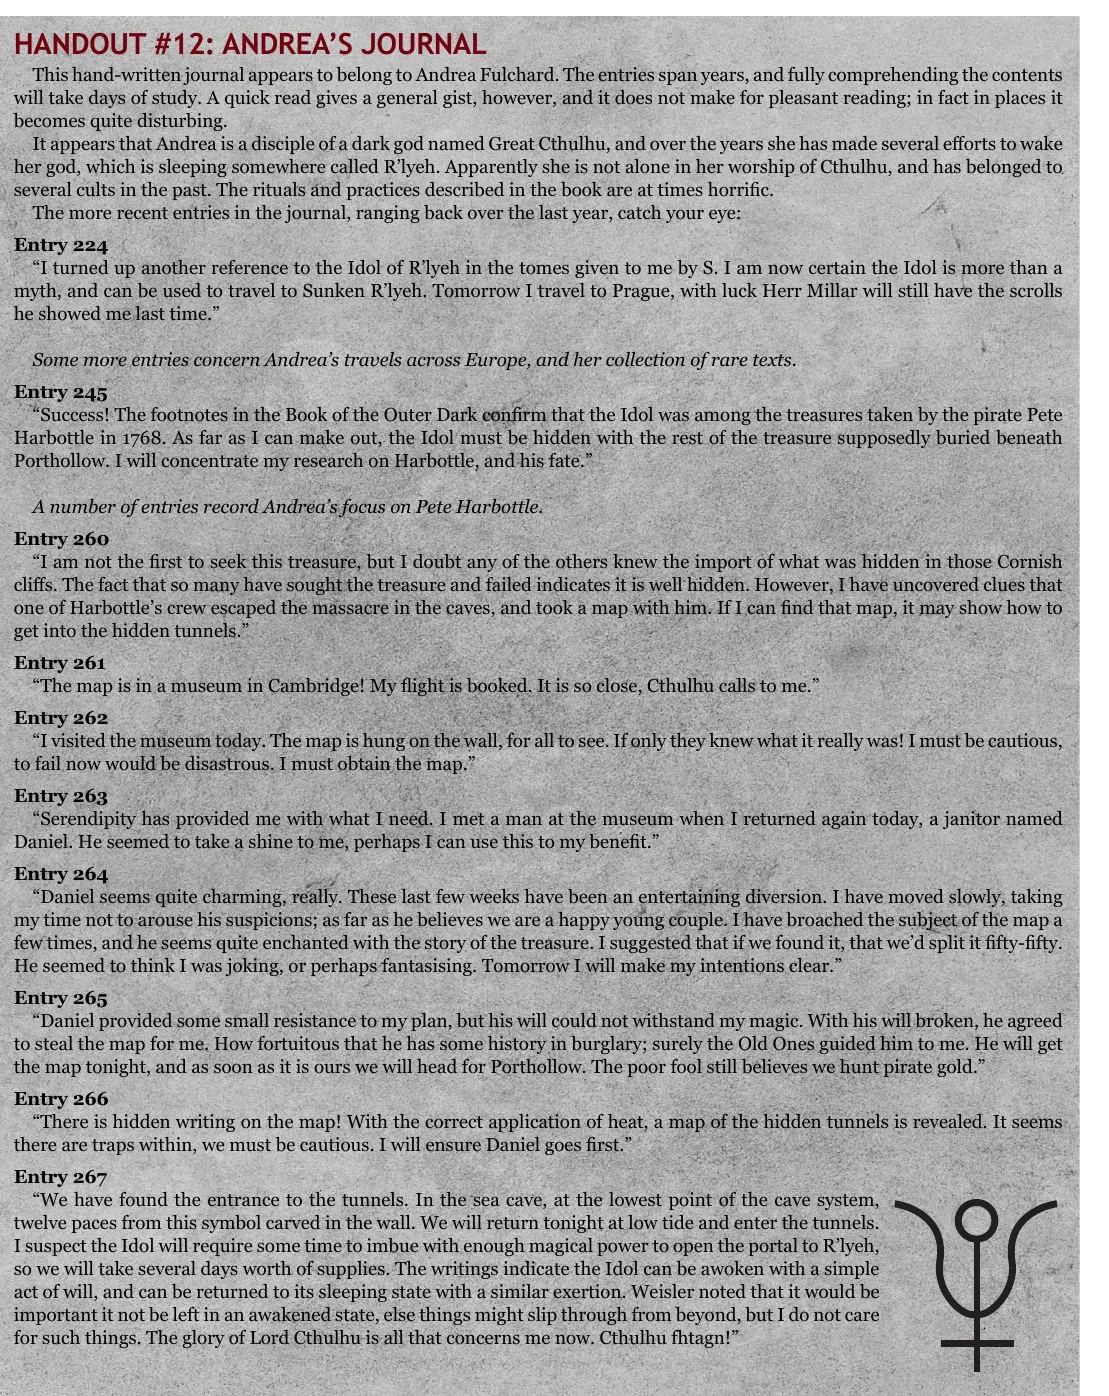 HANDOUT #12: ANDREA’S JOURNAL
This hand-written journal appears to belong to Andrea Fulchard. The entries span years, and fully comprehending the contents
will take days of study. A quick read gives a general gist, however, and it does not make for pleasant reading; in fact in places it
becomes quite disturbing.
It appears that Andrea is a disciple of a dark god named Great Cthulhu, and over the years she has made several efforts to wake
her god, which is sleeping somewhere called R’lyeh. Apparently she is not alone in her worship of Cthulhu, and has belonged to
several cults in the past. The rituals and practices described in the book are at times horrific.
The more recent entries in the journal, ranging back over the last year, catch your eye:
Entry 224
“I turned up another reference to the Idol of R’lyeh in the tomes given to me by S. I am now certain the Idol is more than a
myth, and can be used to travel to Sunken R’lyeh. Tomorrow I travel to Prague, with luck Herr Millar will still have the scrolls
he showed me last time.”
Some more entries concern Andrea’s travels across Europe, and her collection of rare texts.
Entry 245
“Success! The footnotes in the Book of the Outer Dark confirm that the Idol was among the treasures taken by the pirate Pete
Harbottle in 1768. As far as I can make out, the Idol must be hidden with the rest of the treasure supposedly buried beneath
Porthollow. I will concentrate my research on Harbottle, and his fate.”
A number of entries record Andrea’s focus on Pete Harbottle.
Entry 260
“I am not the first to seek this treasure, but I doubt any of the others knew the import of what was hidden in those Cornish
cliffs. The fact that so many have sought the treasure and failed indicates it is well hidden. However, I have uncovered clues that
one of Harbottle’s crew escaped the massacre in the caves, and took a map with him. If I can find that map, it may show how to
get into the hidden tunnels.”
Entry 261
“The map is in a museum in Cambridge! My flight is booked. It is so close, Cthulhu calls to me.”
Entry 262
“I visited the museum today. The map is hung on the wall, for all to see. If only they knew what it really was! I must be cautious,
to fail now would be disastrous. I must obtain the map.”
Entry 263
“Serendipity has provided me with what I need. I met a man at the museum when I returned again today, a janitor named
Daniel. He seemed to take a shine to me, perhaps I can use this to my benefit.”
Entry 264
“Daniel seems quite charming, really. These last few weeks have been an entertaining diversion. I have moved slowly, taking
my time not to arouse his suspicions; as far as he believes we are a happy young couple. I have broached the subject of the map a
few times, and he seems quite enchanted with the story of the treasure. I suggested that if we found it, that we’d split it fifty-fifty.
He seemed to think I was joking, or perhaps fantasising. Tomorrow I will make my intentions clear.”
Entry 265
“Daniel provided some small resistance to my plan, but his will could not withstand my magic. With his will broken, he agreed
to steal the map for me. How fortuitous that he has some history in burglary; surely the Old Ones guided him to me. He will get
the map tonight, and as soon as it is ours we will head for Porthollow. The poor fool still believes we hunt pirate gold.”
Entry 266
“There is hidden writing on the map! With the correct application of heat, a map of the hidden tunnels is revealed. It seems
there are traps within, we must be cautious. I will ensure Daniel goes first.”
Entry 267
“We have found the entrance to the tunnels. In the sea cave, at the lowest point of the cave system,
twelve paces from this symbol carved in the wall. We will return tonight at low tide and enter the tunnels.
I suspect the Idol will require some time to imbue with enough magical power to open the portal to R’lyeh,
so we will take several days worth of supplies. The writings indicate the Idol can be awoken with a simple
act of will, and can be returned to its sleeping state with a similar exertion. Weisler noted that it would be
important it not be left in an awakened state, else things might slip through from beyond, but I do not care
for such things. The glory of Lord Cthulhu is all that concerns me now. Cthulhu fhtagn!”